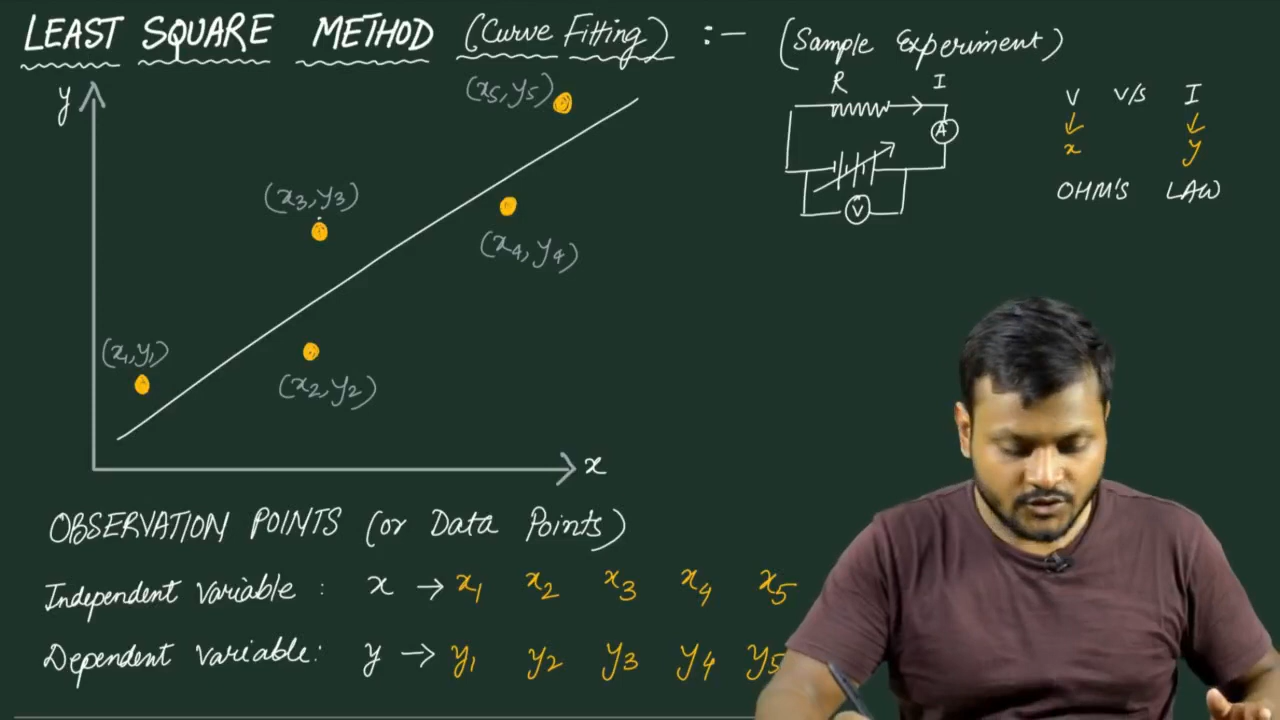 LEAST SQUARE METHOD (Curve Fitting) :- (Sample Experiment)
y
(x5, y5)
(x3, y3)
(x4, y4)
(x1, y1)
(x2, y2)
x
R I
A
V
V v/s I
x y
OHM'S LAW
OBSERVATION POINTS (or Data Points)
Independent variable : x → x1 x2 x3 x4 x5
Dependent variable: y → y1 y2 y3 y4 y5